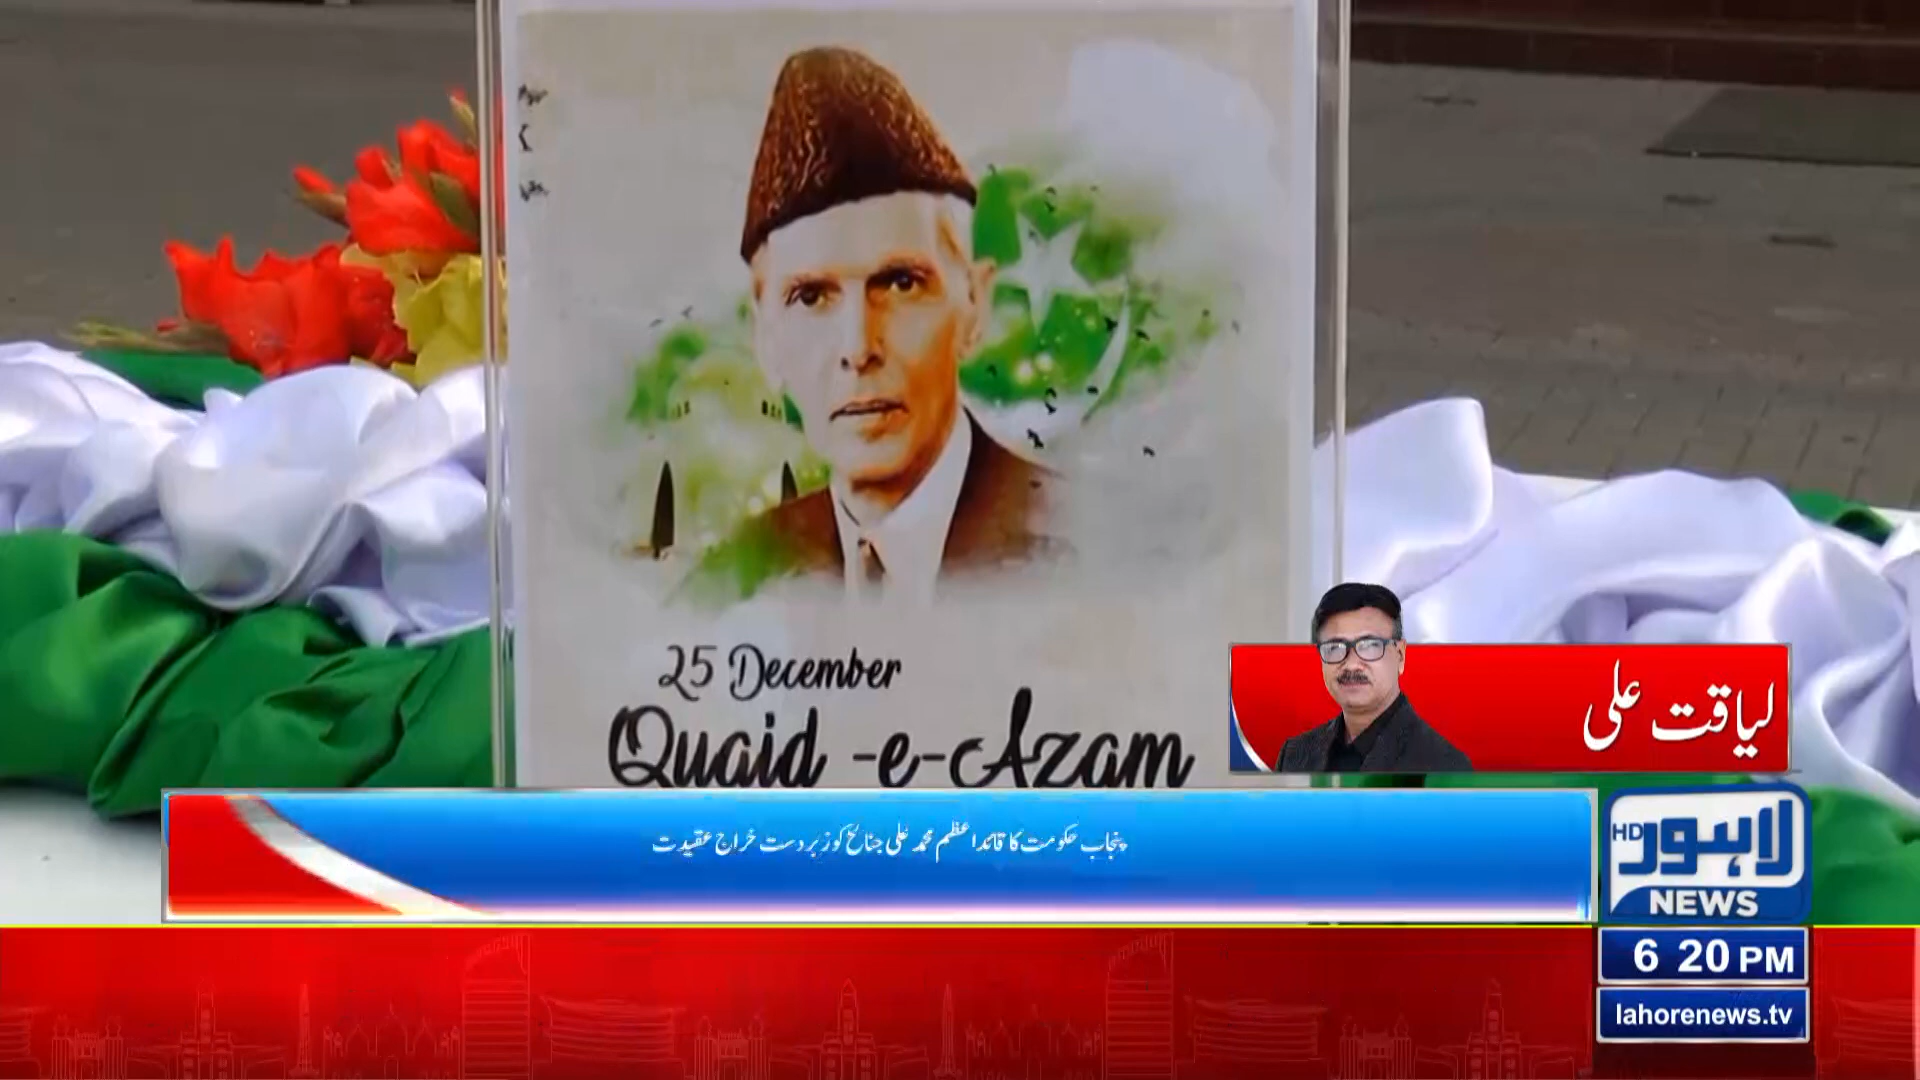 25 December
Quaid -e-Azam
لیاقت علی
پنجاب حکومت کا قائداعظم محمد علی جناح کو زبردست خراج عقیدت
HD لاہور
NEWS
6 20 PM
lahorenews.tv